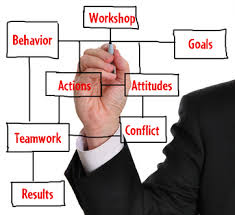 Workshop
Behavior
Goals
Actions
Attitudes
Teamwork
Conflict
Results